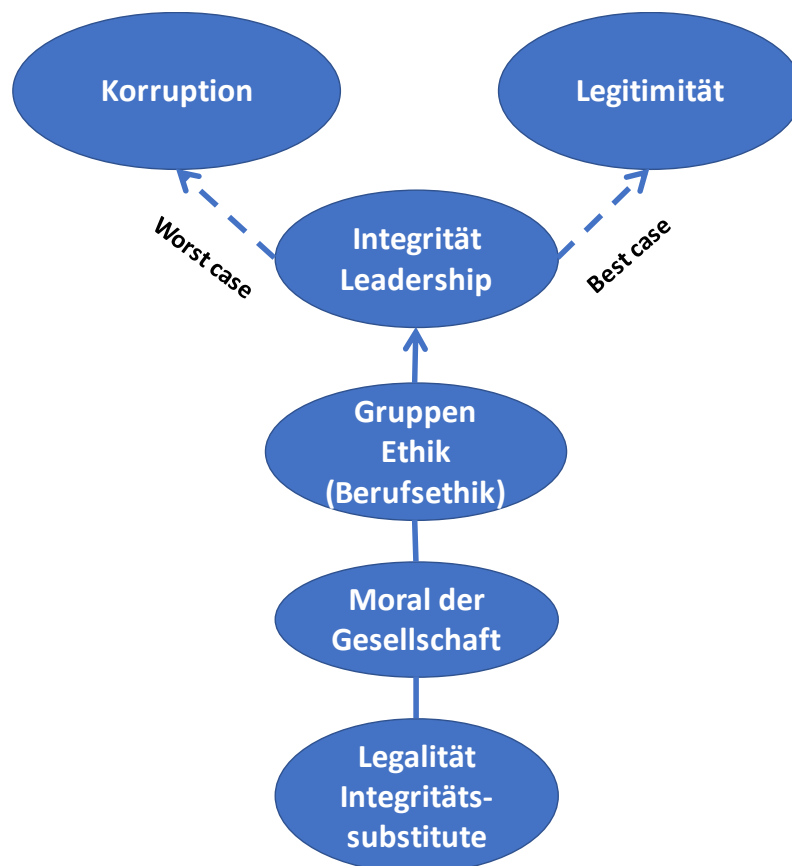 Korruption
Legitimität
Worst case
Best case
Integrität
Leadership
Gruppen
Ethik
(Berufsethik)
Moral der
Gesellschaft
Legalität
Integritäts-
substitute